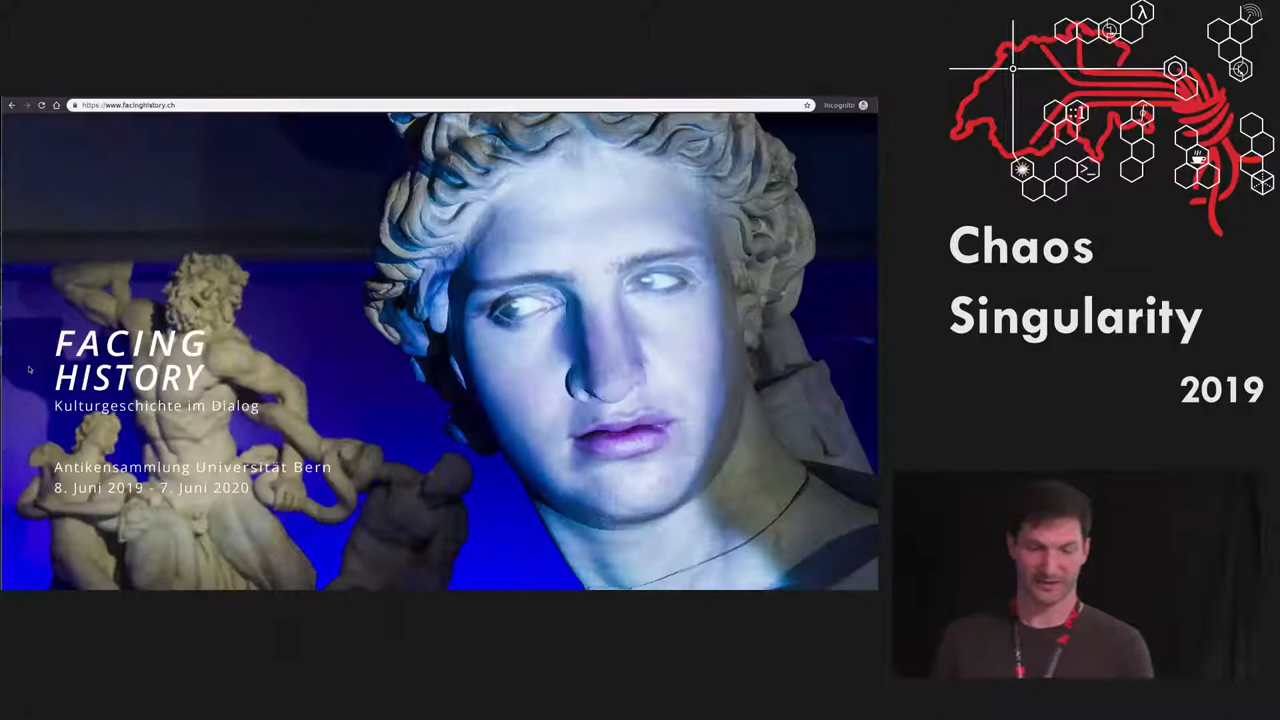 https://www.facinghistory.ch
Incognito
FACING
HISTORY
Kulturgeschichte im Dialog
Antikensammlung Universität Bern
8. Juni 2019 - 7. Juni 2020
λ
>_
Chaos
Singularity
2019